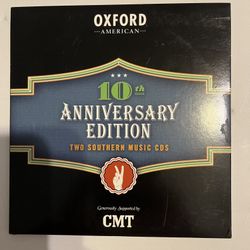 OXFORD
AMERICAN
10th
ANNIVERSARY
EDITION
TWO SOUTHERN MUSIC CDS
Generously Supported by
CMT